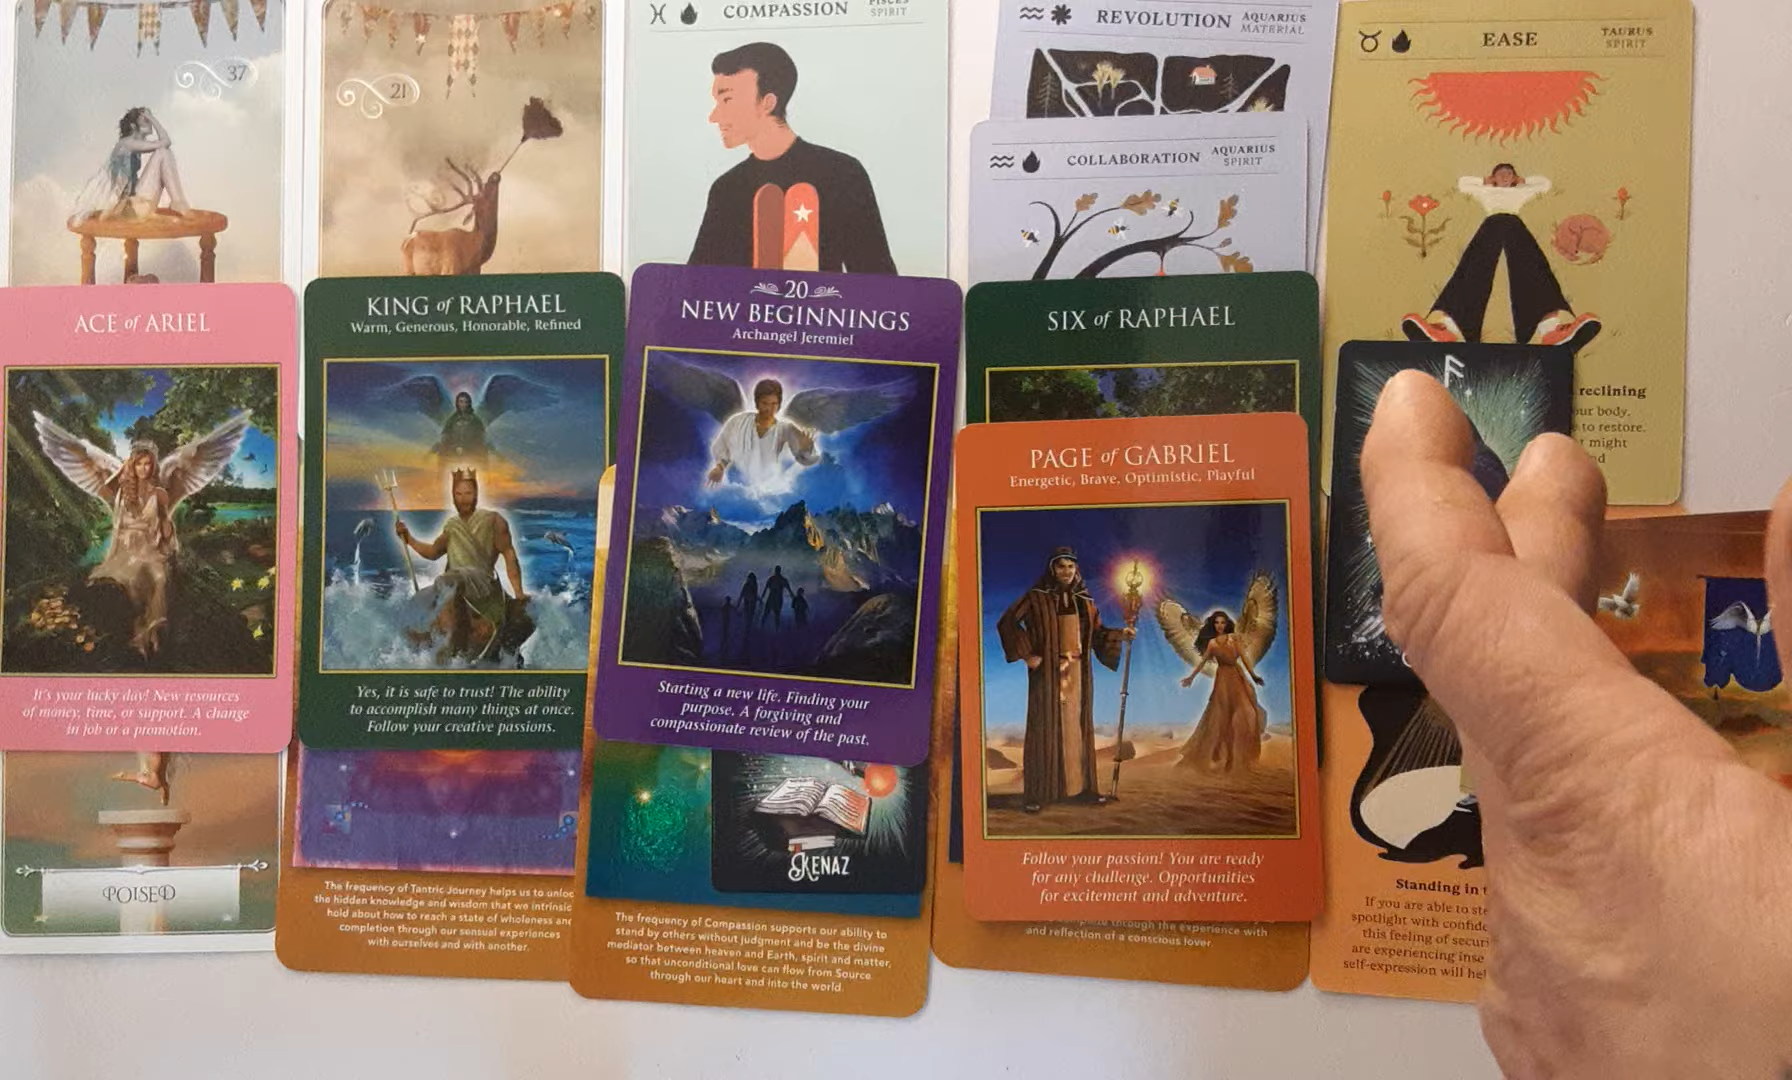 37
21
COMPASSION
SPIRIT
REVOLUTION
AQUARIUS
MATERIAL
EASE
TAURUS
SPIRIT
COLLABORATION
AQUARIUS
SPIRIT
ACE of ARIEL
It's your lucky day! New resources
of money, time, or support. A change
in job or a promotion.
POISED
KING of RAPHAEL
Warm, Generous, Honorable, Refined
Yes, it is safe to trust! The ability
to accomplish many things at once.
Follow your creative passions.
The frequency of Tantric Journey helps us to
the hidden knowledge and wisdom that we
hold about how to reach a state of wholeness and
completion through our sensual experiences
with ourselves and with another.
20
NEW BEGINNINGS
Archangel Jeremiel
Starting a new life. Finding your
purpose. A forgiving and
compassionate review of the past.
KENAZ
The frequency of Compassion supports our ability to
stand by others without judgment and be the divine
mediator between heaven and Earth, spirit and matter,
so that unconditional love can flow from Source
through our heart and into the world.
SIX of RAPHAEL
PAGE of GABRIEL
Energetic, Brave, Optimistic, Playful
Follow your passion! You are ready
for any challenge. Opportunities
for excitement and adventure.
through the experience with
and reflection of a conscious lover.
reclining
your body.
to restore.
might
Standing in
If you are able to
spotlight with
this feeling of
are experiencing
self-expression will